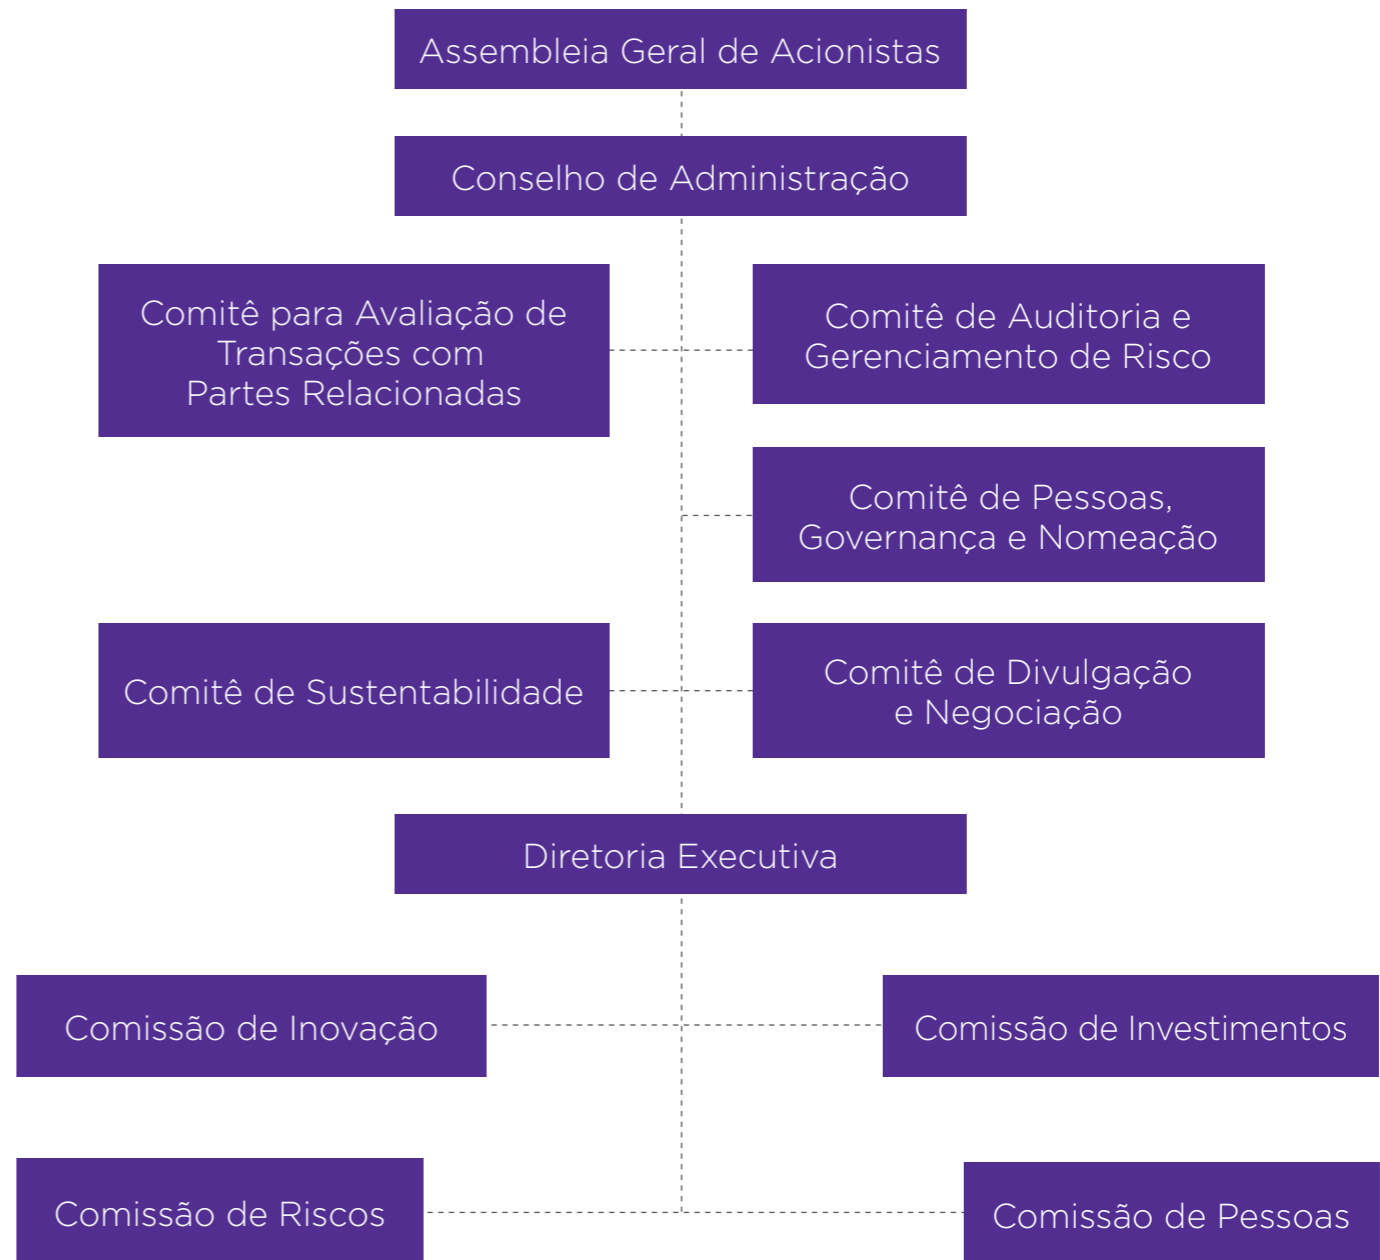 Assembleia Geral de Acionistas
Conselho de Administração
Comitê para Avaliação de
Transações com
Partes Relacionadas
Comitê de Auditoria e
Gerenciamento de Risco
Comitê de Pessoas,
Governança e Nomeação
Comitê de Sustentabilidade
Comitê de Divulgação
e Negociação
Diretoria Executiva
Comissão de Inovação
Comissão de Investimentos
Comissão de Riscos
Comissão de Pessoas